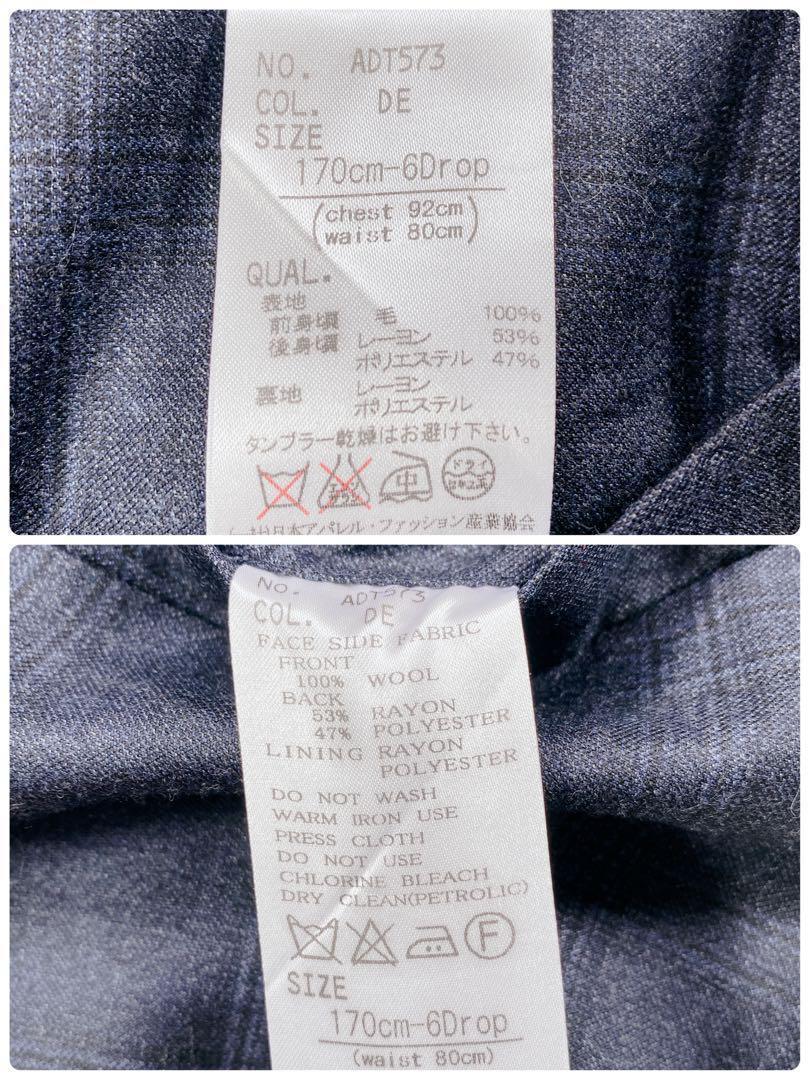 NO. ADT573
COL. DE
SIZE
170cm-6Drop
(chest 92cm
waist 80cm)
QUAL.
表地
前身頃 毛 100%
後身頃 レーヨン 53%
ポリエステル 47%
裏地 レーヨン
ポリエステル
タンブラー乾燥はお避け下さい。
中 ドライ
日本アパレル・ファッション産業協会
NO. ADT573
COL. DE
FACE SIDE FABRIC
FRONT
100% WOOL
BACK
53% RAYON
47% POLYESTER
LINING RAYON
POLYESTER
DO NOT WASH
WARM IRON USE
PRESS CLOTH
DO NOT USE
CHLORINE BLEACH
DRY CLEAN(PETROLIC)
F
SIZE
170cm-6Drop
(waist 80cm)